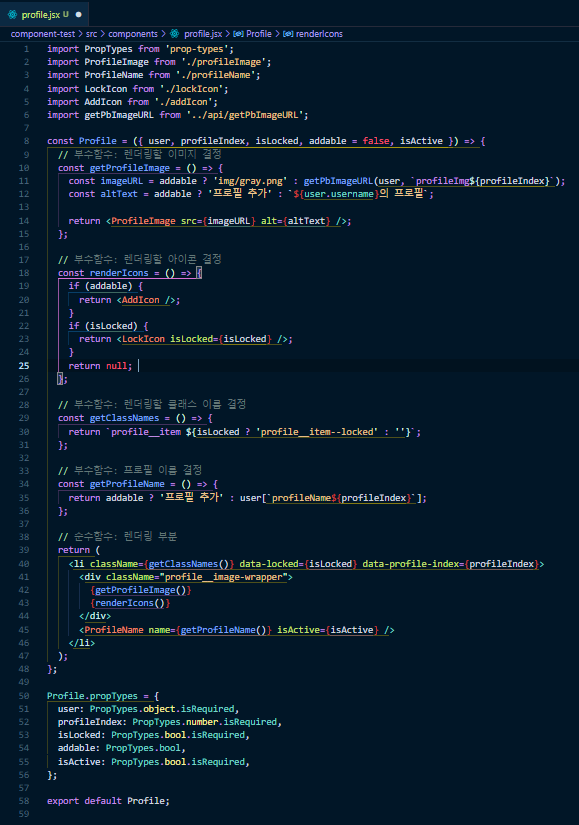 profile.jsx U
component-test > src > components > profile.jsx > Profile > renderIcons
1 import PropTypes from 'prop-types';
2 import ProfileImage from './profileImage';
3 import ProfileName from './profileName';
4 import LockIcon from './lockIcon';
5 import AddIcon from './addIcon';
6 import getPbImageURL from '../api/getPbImageURL';
7
8 const Profile = ({ user, profileIndex, isLocked, addable = false, isActive }) => {
9 // 부수함수: 렌더링할 이미지 결정
10 const getProfileImage = () => {
11 const imageURL = addable ? 'img/gray.png' : getPbImageURL(user, `profileImg${profileIndex}`);
12 const altText = addable ? '프로필 추가' : `${user.username}의 프로필`;
13
14 return <ProfileImage src={imageURL} alt={altText} />;
15 };
16
17 // 부수함수: 렌더링할 아이콘 결정
18 const renderIcons = () => {
19 if (addable) {
20 return <AddIcon />;
21 }
22 if (isLocked) {
23 return <LockIcon isLocked={isLocked} />;
24 }
25 return null;
26 };
27
28 // 부수함수: 렌더링할 클래스 이름 결정
29 const getClassNames = () => {
30 return `profile__item ${isLocked ? 'profile__item--locked' : ''}`;
31 };
32
33 // 부수함수: 프로필 이름 결정
34 const getProfileName = () => {
35 return addable ? '프로필 추가' : user[`profileName${profileIndex}`];
36 };
37
38 // 순수함수: 렌더링 부분
39 return (
40 <li className={getClassNames()} data-locked={isLocked} data-profile-index={profileIndex}>
41 <div className="profile__image-wrapper">
42 {getProfileImage()}
43 {renderIcons()}
44 </div>
45 <ProfileName name={getProfileName()} isActive={isActive} />
46 </li>
47 );
48 };
49
50 Profile.propTypes = {
51 user: PropTypes.object.isRequired,
52 profileIndex: PropTypes.number.isRequired,
53 isLocked: PropTypes.bool.isRequired,
54 addable: PropTypes.bool,
55 isActive: PropTypes.bool.isRequired,
56 };
57
58 export default Profile;
59